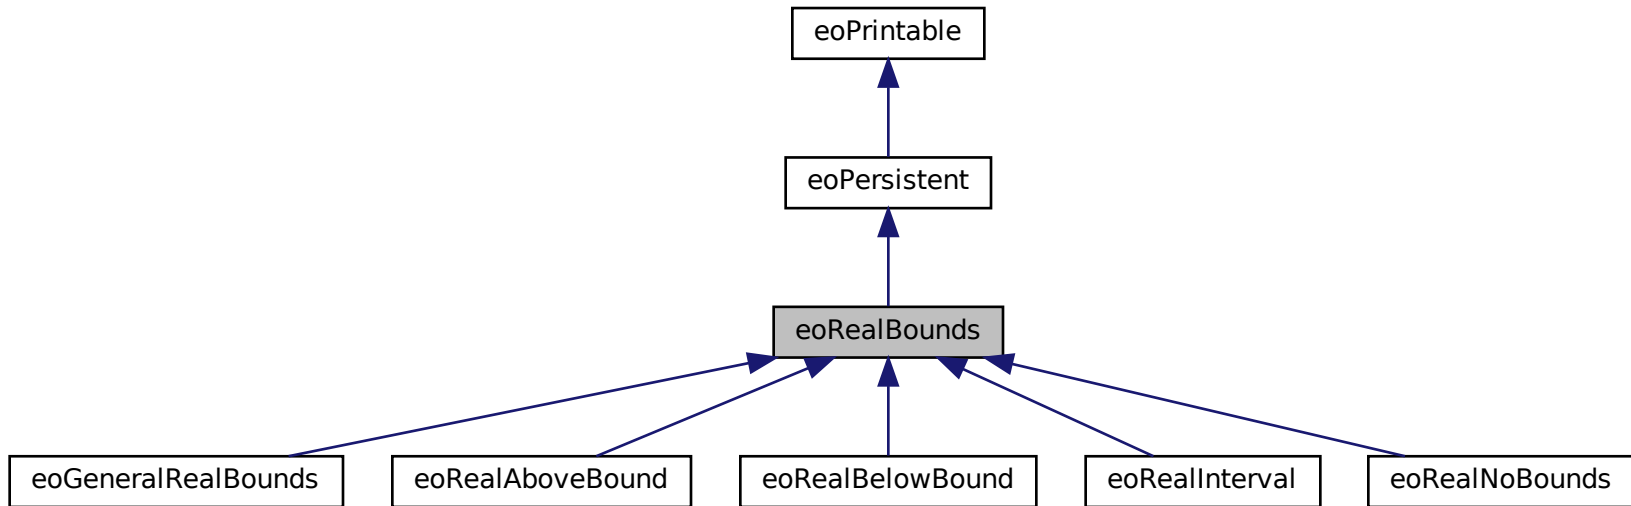 eoPrintable
eoPersistent
eoRealBounds
eoGeneralRealBounds
eoRealAboveBound
eoRealBelowBound
eoRealInterval
eoRealNoBounds